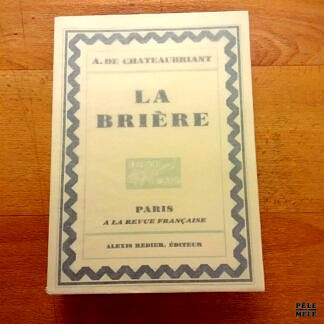 A. DE CHATEAUBRIANT
LA
BRIÈRE
PARIS
A LA REVUE FRANÇAISE
ALEXIS REDIER, ÉDITEUR
PÊLE
MÊLE